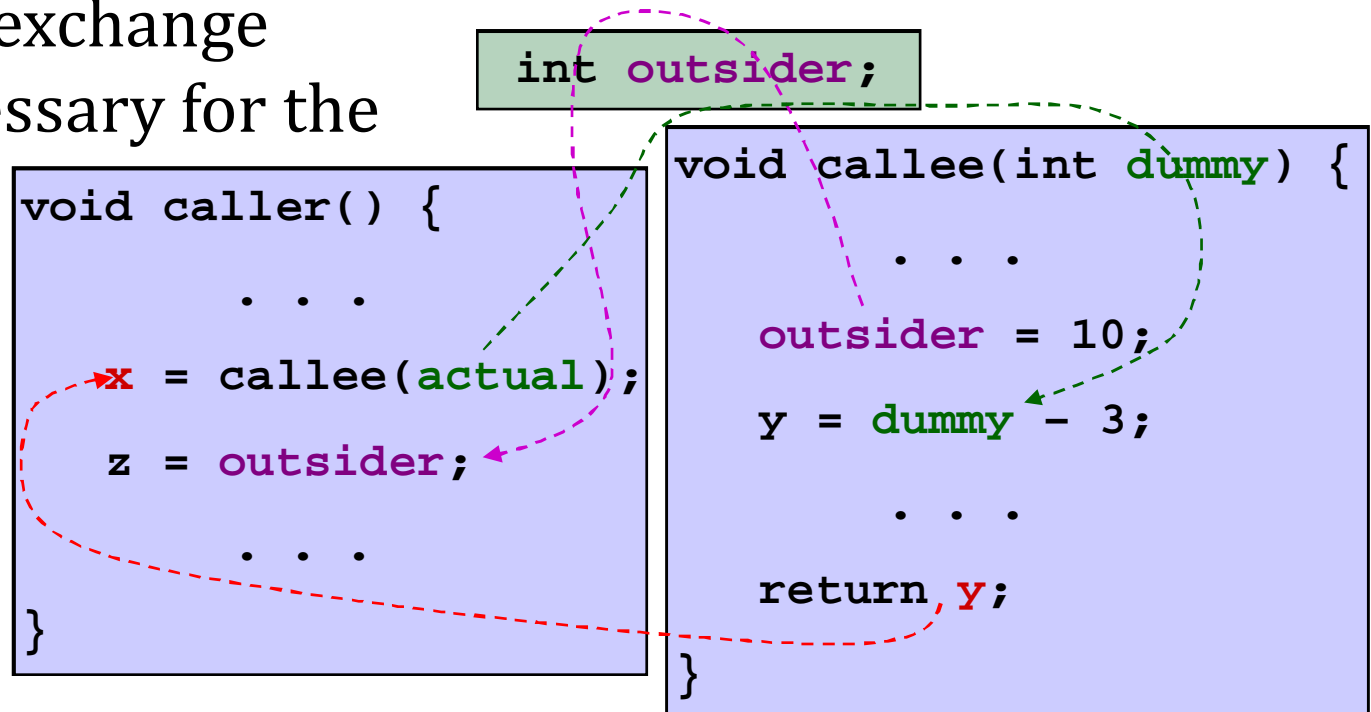 exchange
essary for the
int outsider;
void caller() {
. . .
x = callee(actual);
z = outsider;
. . .
}
void callee(int dummy) {
. . .
outsider = 10;
y = dummy – 3;
. . .
return y;
}